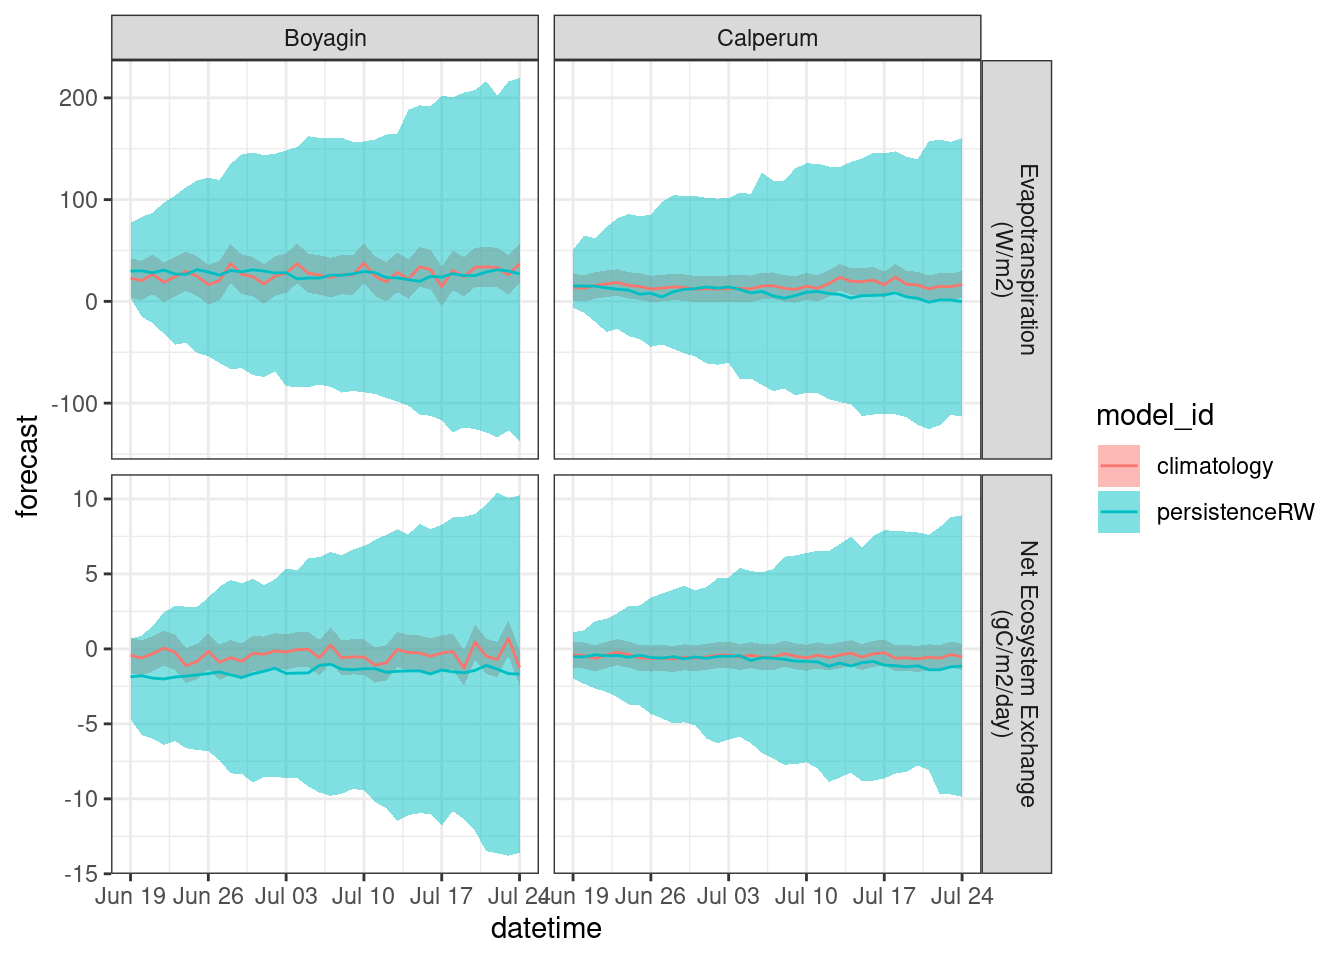 Boyagin
Calperum
200
100
0
-100
Evapotranspiration
(W/m2)
10
5
0
-5
-10
-15
Net Ecosystem Exchange
(gC/m2/day)
forecast
Jun 19 Jun 26 Jul 03 Jul 10 Jul 17 Jul 24
Jun 19 Jun 26 Jul 03 Jul 10 Jul 17 Jul 24
datetime
model_id
climatology
persistenceRW